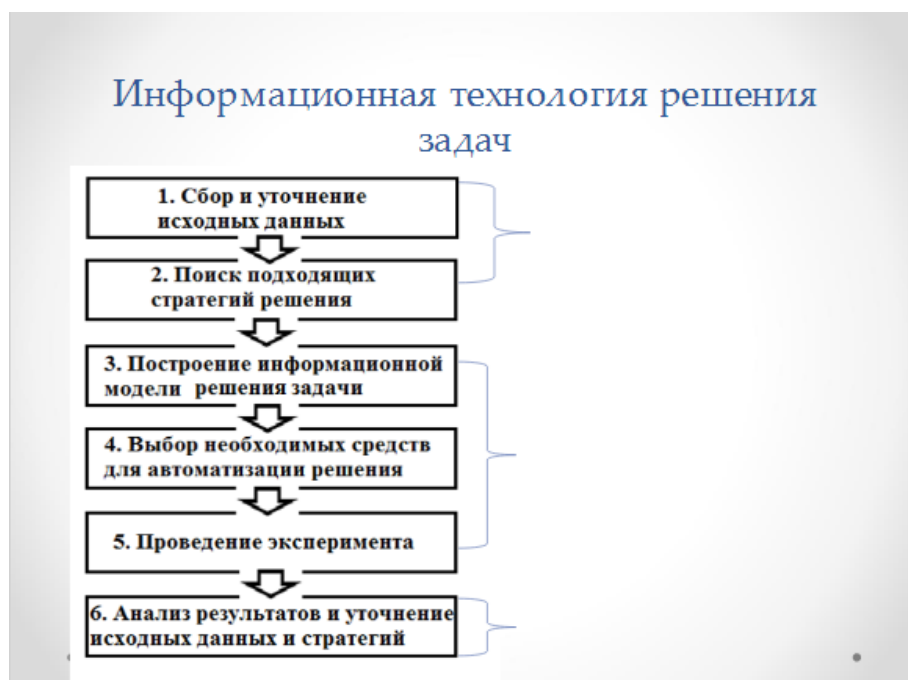 Информационная технология решения
задач
1. Сбор и уточнение
исходных данных
2. Поиск подходящих
стратегий решения
3. Построение информационной
модели решения задачи
4. Выбор необходимых средств
для автоматизации решения
5. Проведение эксперимента
6. Анализ результатов и уточнение
исходных данных и стратегий